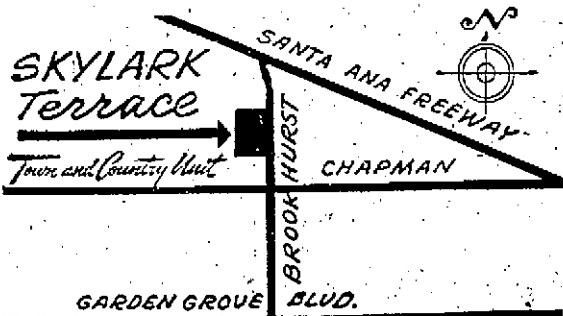 SKYLARK
Terrace
Town and Country Unit
SANTA ANA FREEWAY
N
BROOKHURST
CHAPMAN
GARDEN GROVE BLVD.